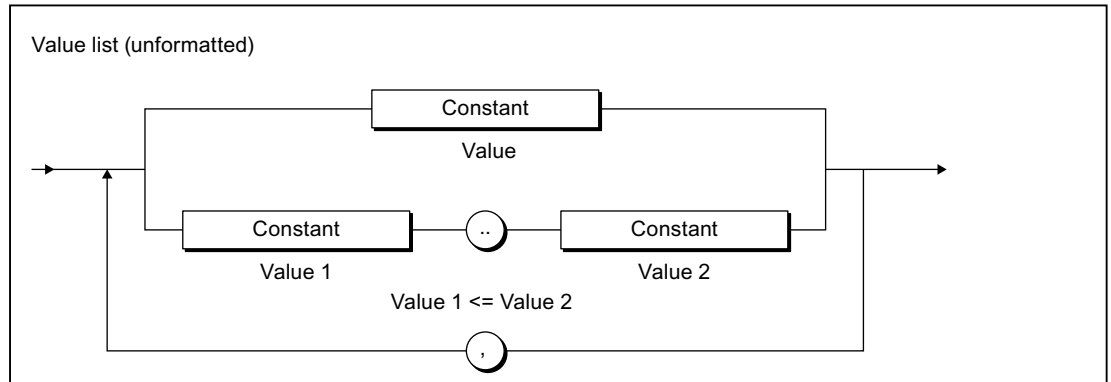 Value list (unformatted)
Constant
Value
Constant
..
Constant
Value 1
Value 2
Value 1 <= Value 2
,